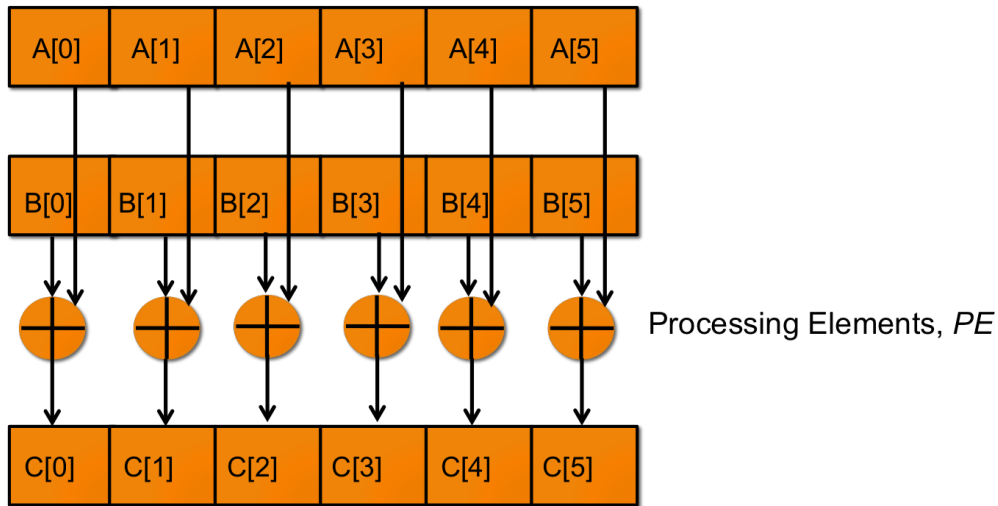 A[0] A[1] A[2] A[3] A[4] A[5]
B[0] B[1] B[2] B[3] B[4] B[5]
Processing Elements, PE
C[0] C[1] C[2] C[3] C[4] C[5]